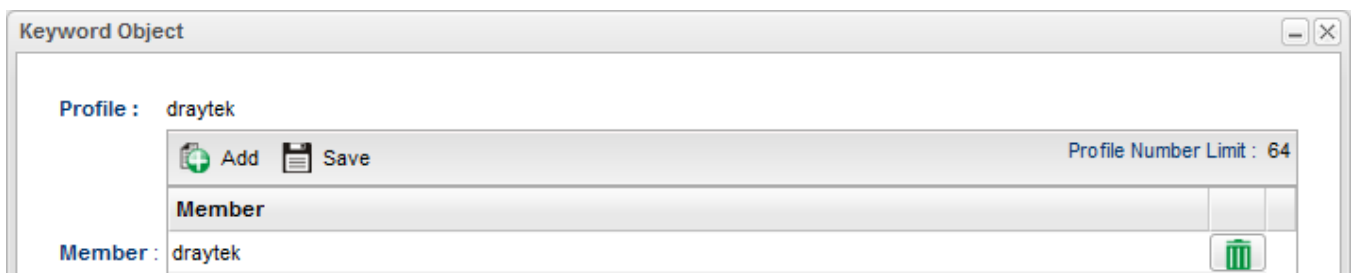 Keyword Object
Profile : draytek
Add Save Profile Number Limit : 64
Member
Member : draytek